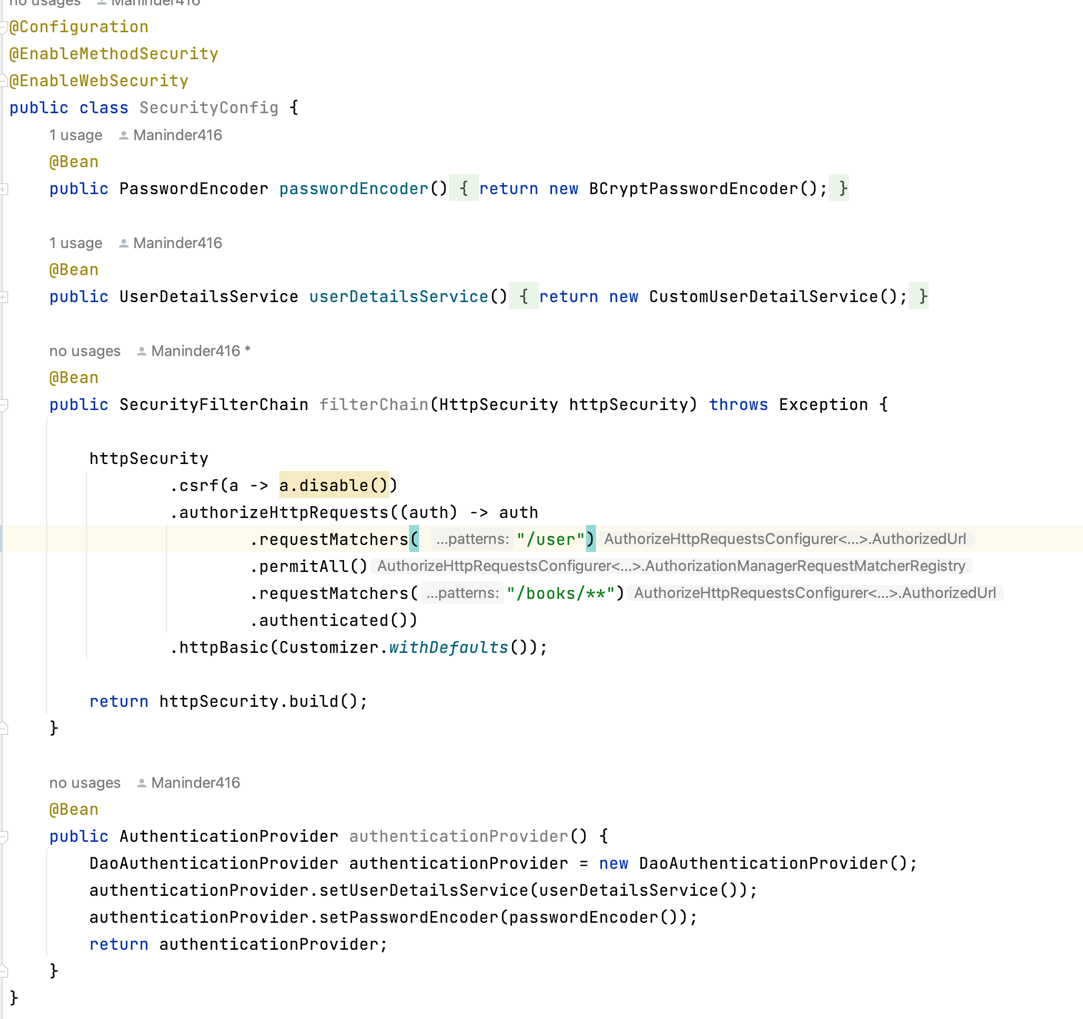 no usages Maninder416
@Configuration
@EnableMethodSecurity
@EnableWebSecurity
public class SecurityConfig {
1 usage Maninder416
@Bean
public PasswordEncoder passwordEncoder() { return new BCryptPasswordEncoder(); }
1 usage Maninder416
@Bean
public UserDetailsService userDetailsService() { return new CustomUserDetailService(); }
no usages Maninder416 *
@Bean
public SecurityFilterChain filterChain(HttpSecurity httpSecurity) throws Exception {
httpSecurity
.csrf(a -> a.disable())
.authorizeHttpRequests((auth) -> auth
.requestMatchers( ...patterns: "/user") AuthorizeHttpRequestsConfigurer<...>.AuthorizedUrl
.permitAll() AuthorizeHttpRequestsConfigurer<...>.AuthorizationManagerRequestMatcherRegistry
.requestMatchers( ...patterns: "/books/**") AuthorizeHttpRequestsConfigurer<...>.AuthorizedUrl
.authenticated())
.httpBasic(Customizer.withDefaults());
return httpSecurity.build();
}
no usages Maninder416
@Bean
public AuthenticationProvider authenticationProvider() {
DaoAuthenticationProvider authenticationProvider = new DaoAuthenticationProvider();
authenticationProvider.setUserDetailsService(userDetailsService());
authenticationProvider.setPasswordEncoder(passwordEncoder());
return authenticationProvider;
}
}